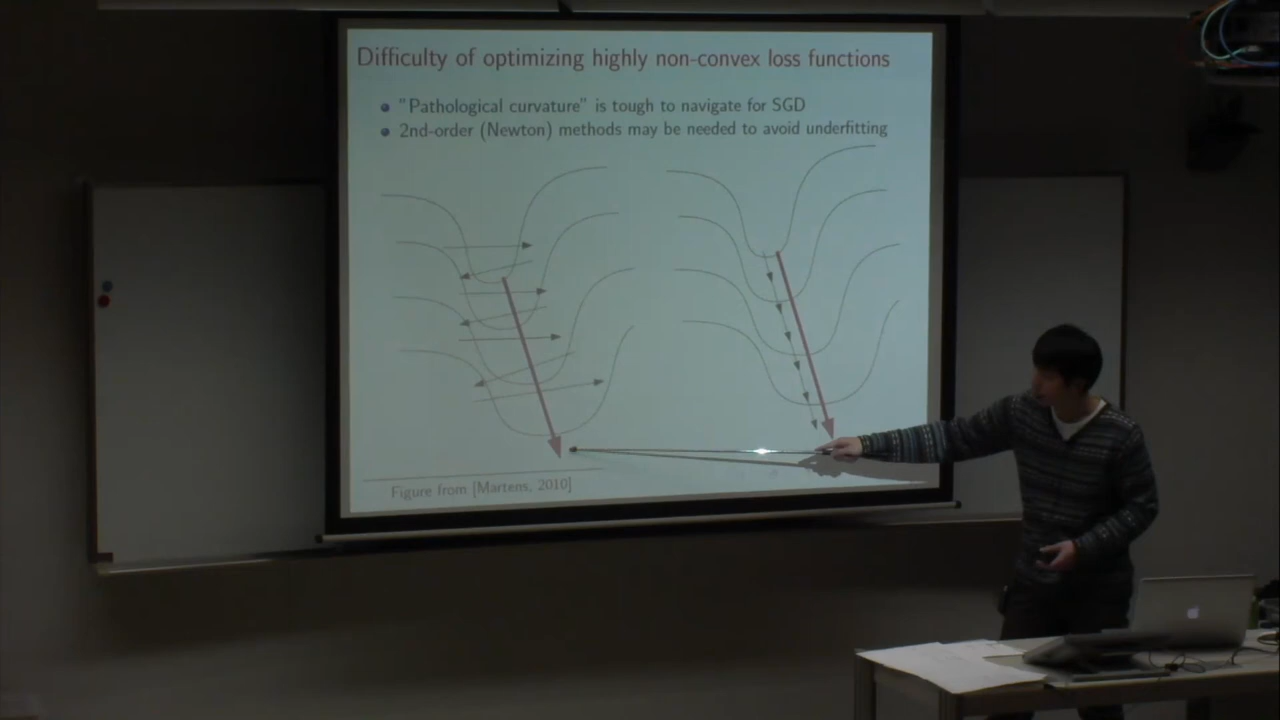 Difficulty of optimizing highly non-convex loss functions
"Pathological curvature" is tough to navigate for SGD
2nd-order (Newton) methods may be needed to avoid underfitting
Figure from [Martens, 2010]